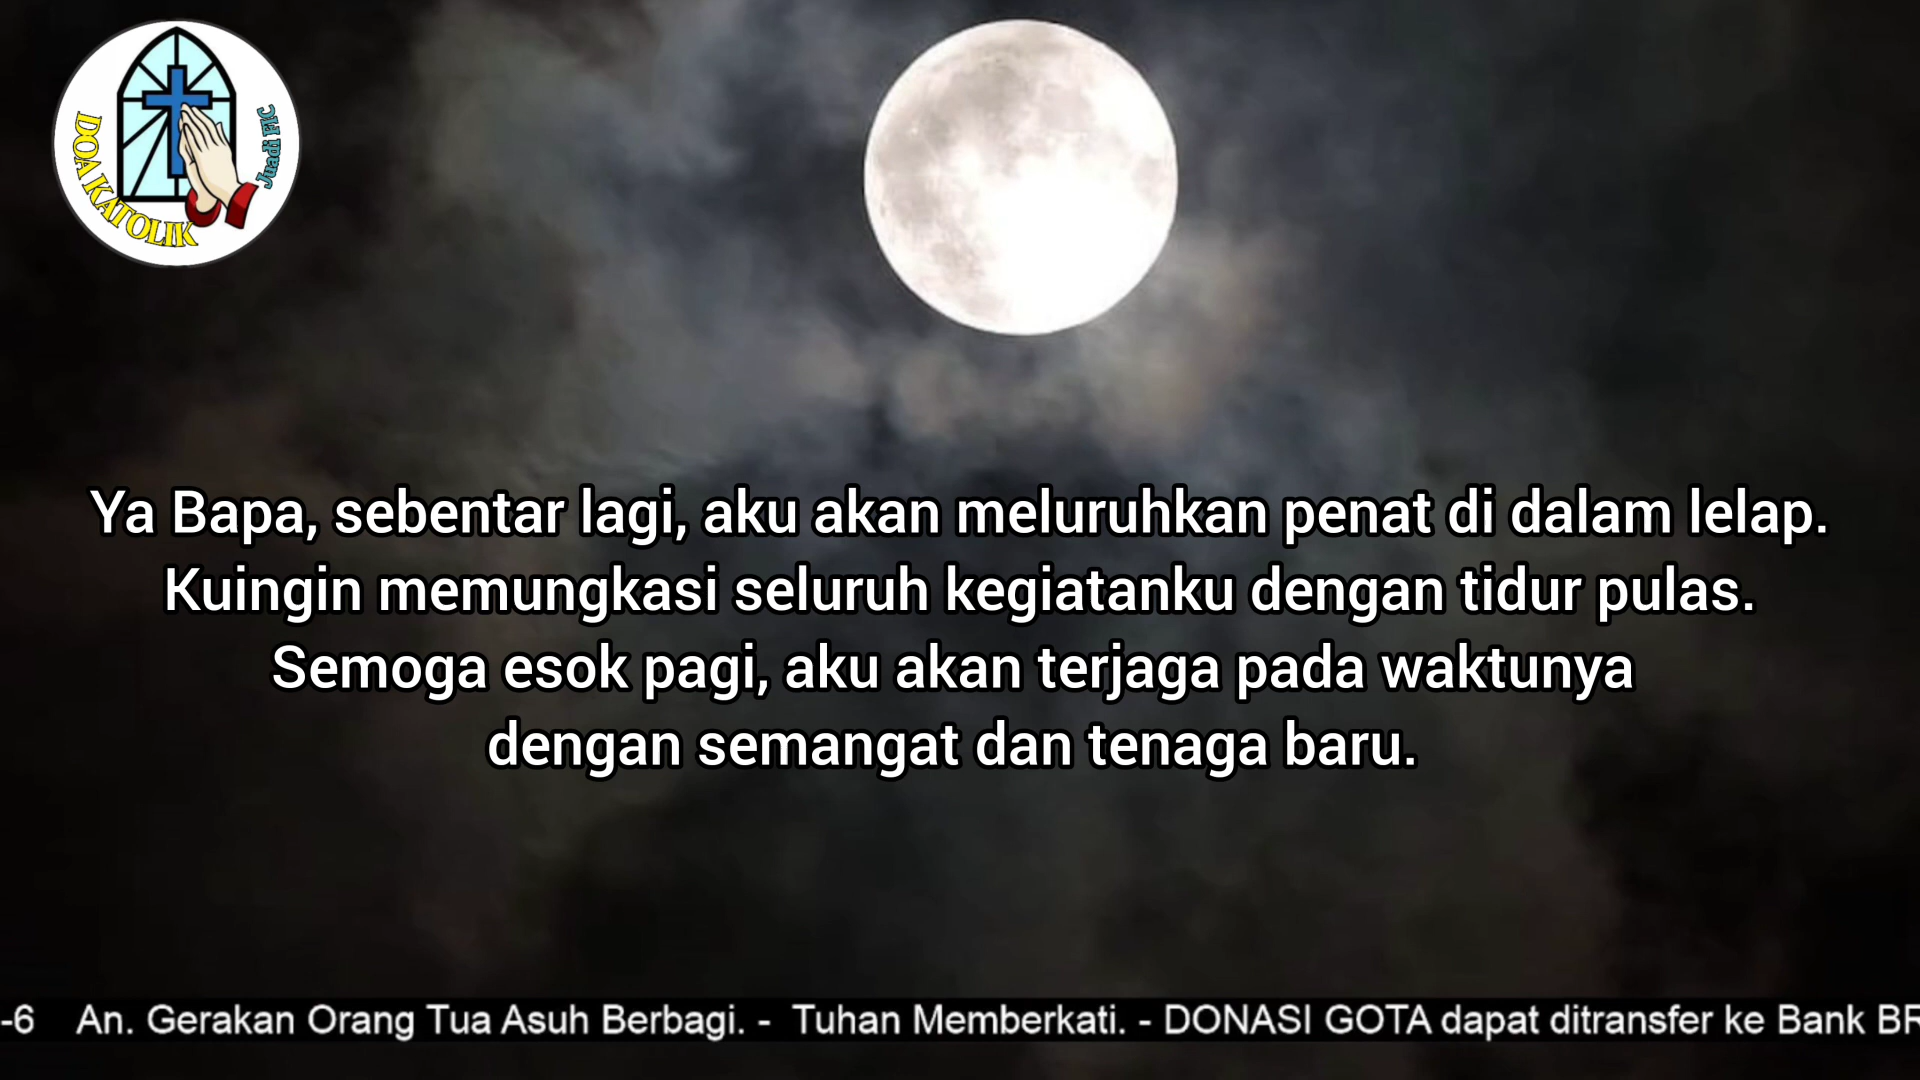 DOA KATOLIK
Juadi FIC
Ya Bapa, sebentar lagi, aku akan meluruhkan penat di dalam lelap.
Kuingin memungkasi seluruh kegiatanku dengan tidur pulas.
Semoga esok pagi, aku akan terjaga pada waktunya
dengan semangat dan tenaga baru.
-6 An. Gerakan Orang Tua Asuh Berbagi. - Tuhan Memberkati. - DONASI GOTA dapat ditransfer ke Bank BR